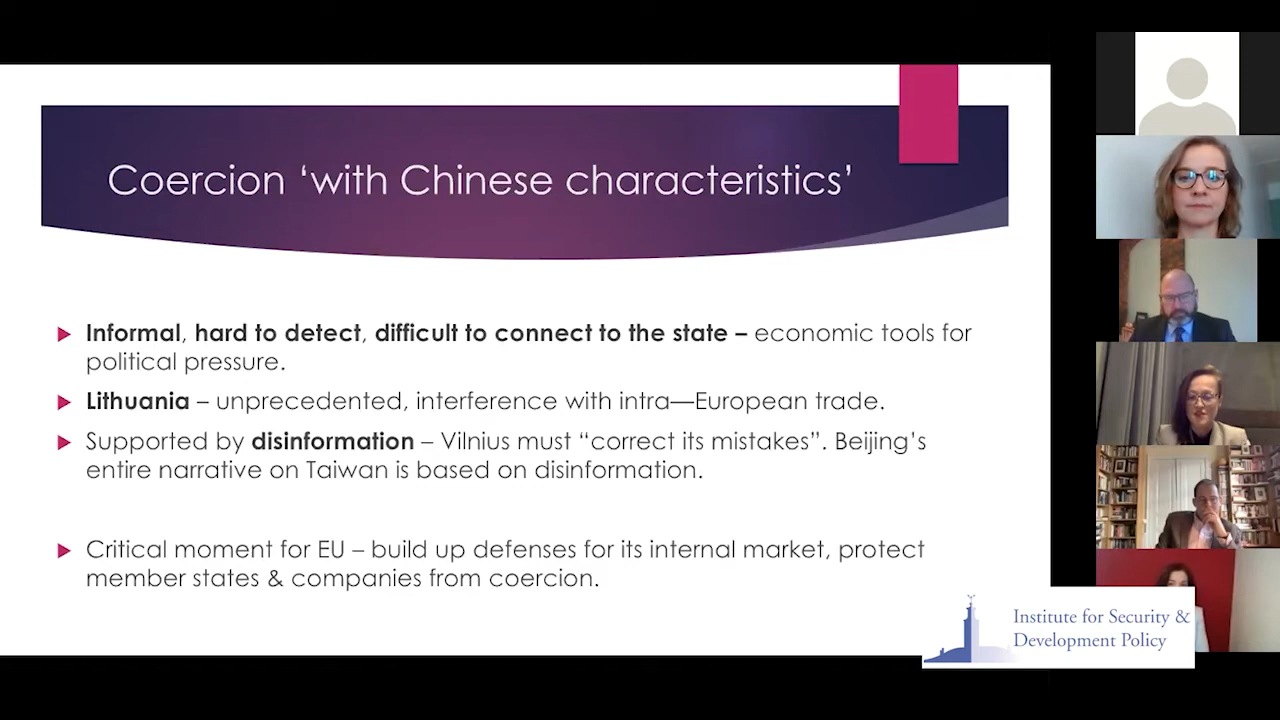 Coercion ‘with Chinese characteristics’
Informal, hard to detect, difficult to connect to the state – economic tools for
political pressure.
Lithuania – unprecedented, interference with intra—European trade.
Supported by disinformation – Vilnius must “correct its mistakes”. Beijing’s
entire narrative on Taiwan is based on disinformation.
Critical moment for EU – build up defenses for its internal market, protect
member states & companies from coercion.
Institute for Security &
Development Policy